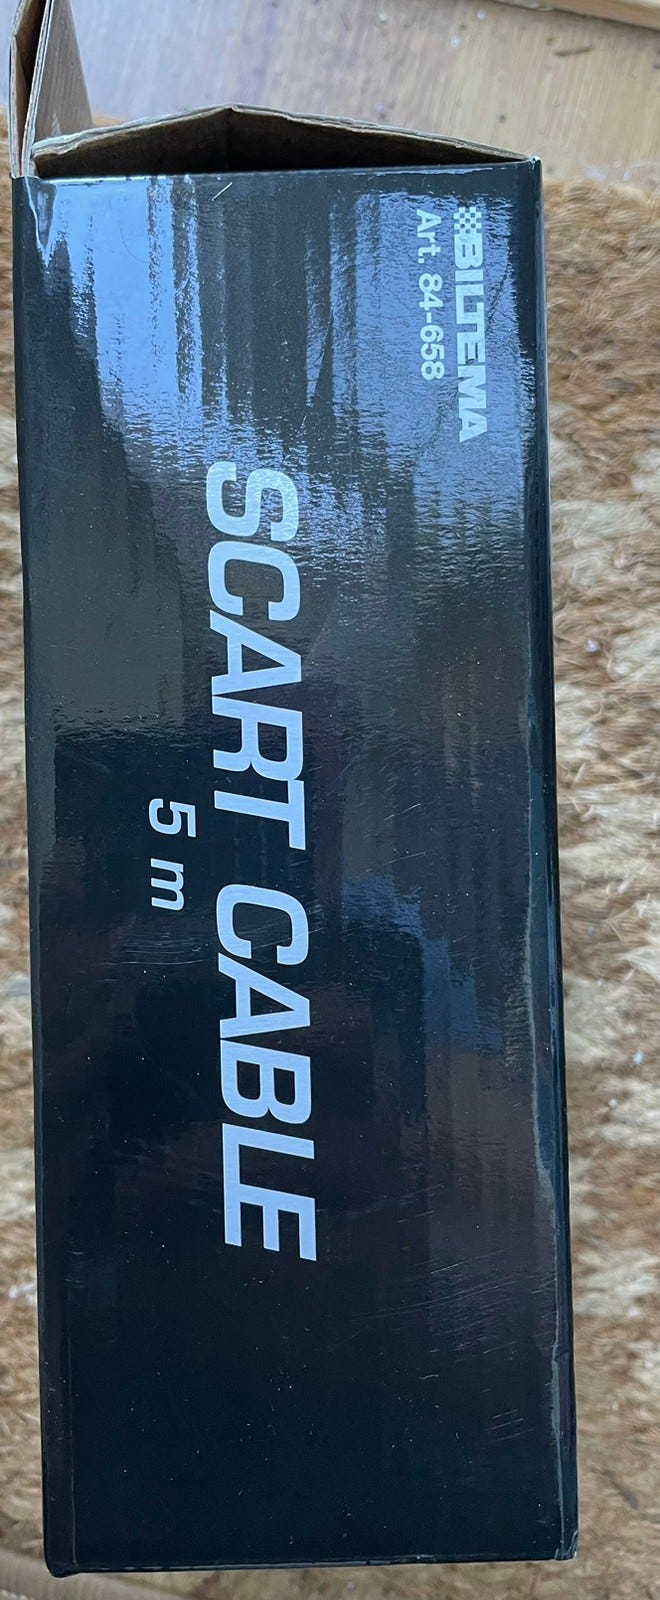 BILTEMA
Art. 84-658
SCART CABLE
5 m